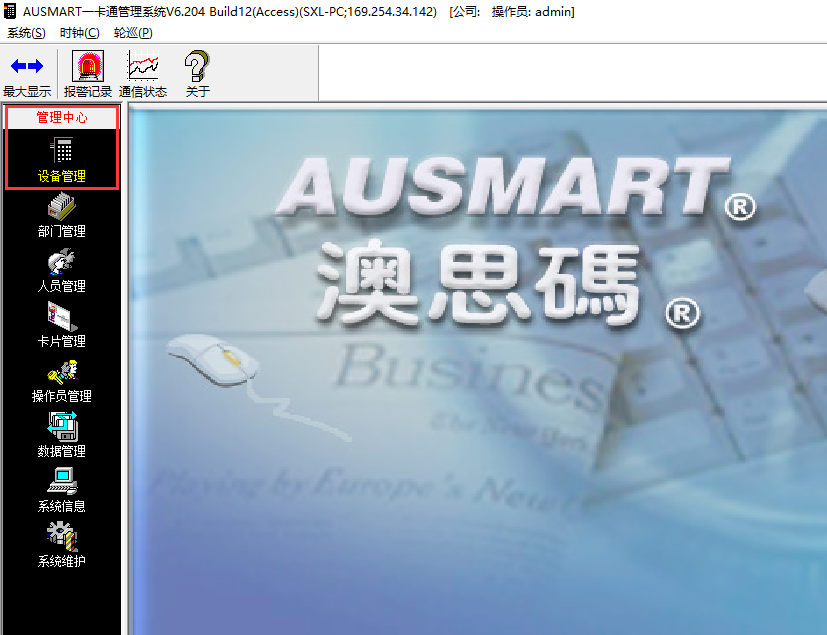 AUSMART一卡通管理系统V6.204 Build12(Access)(SXL-PC;169.254.34.142) [公司: 操作员: admin]
系统(S) 时钟(C) 轮巡(P)
最大显示 报警记录 通信状态 关于
管理中心
设备管理
部门管理
人员管理
卡片管理
操作员管理
数据管理
系统信息
系统维护
AUSMART®
澳思碼®
Business
Playing by Europe's New